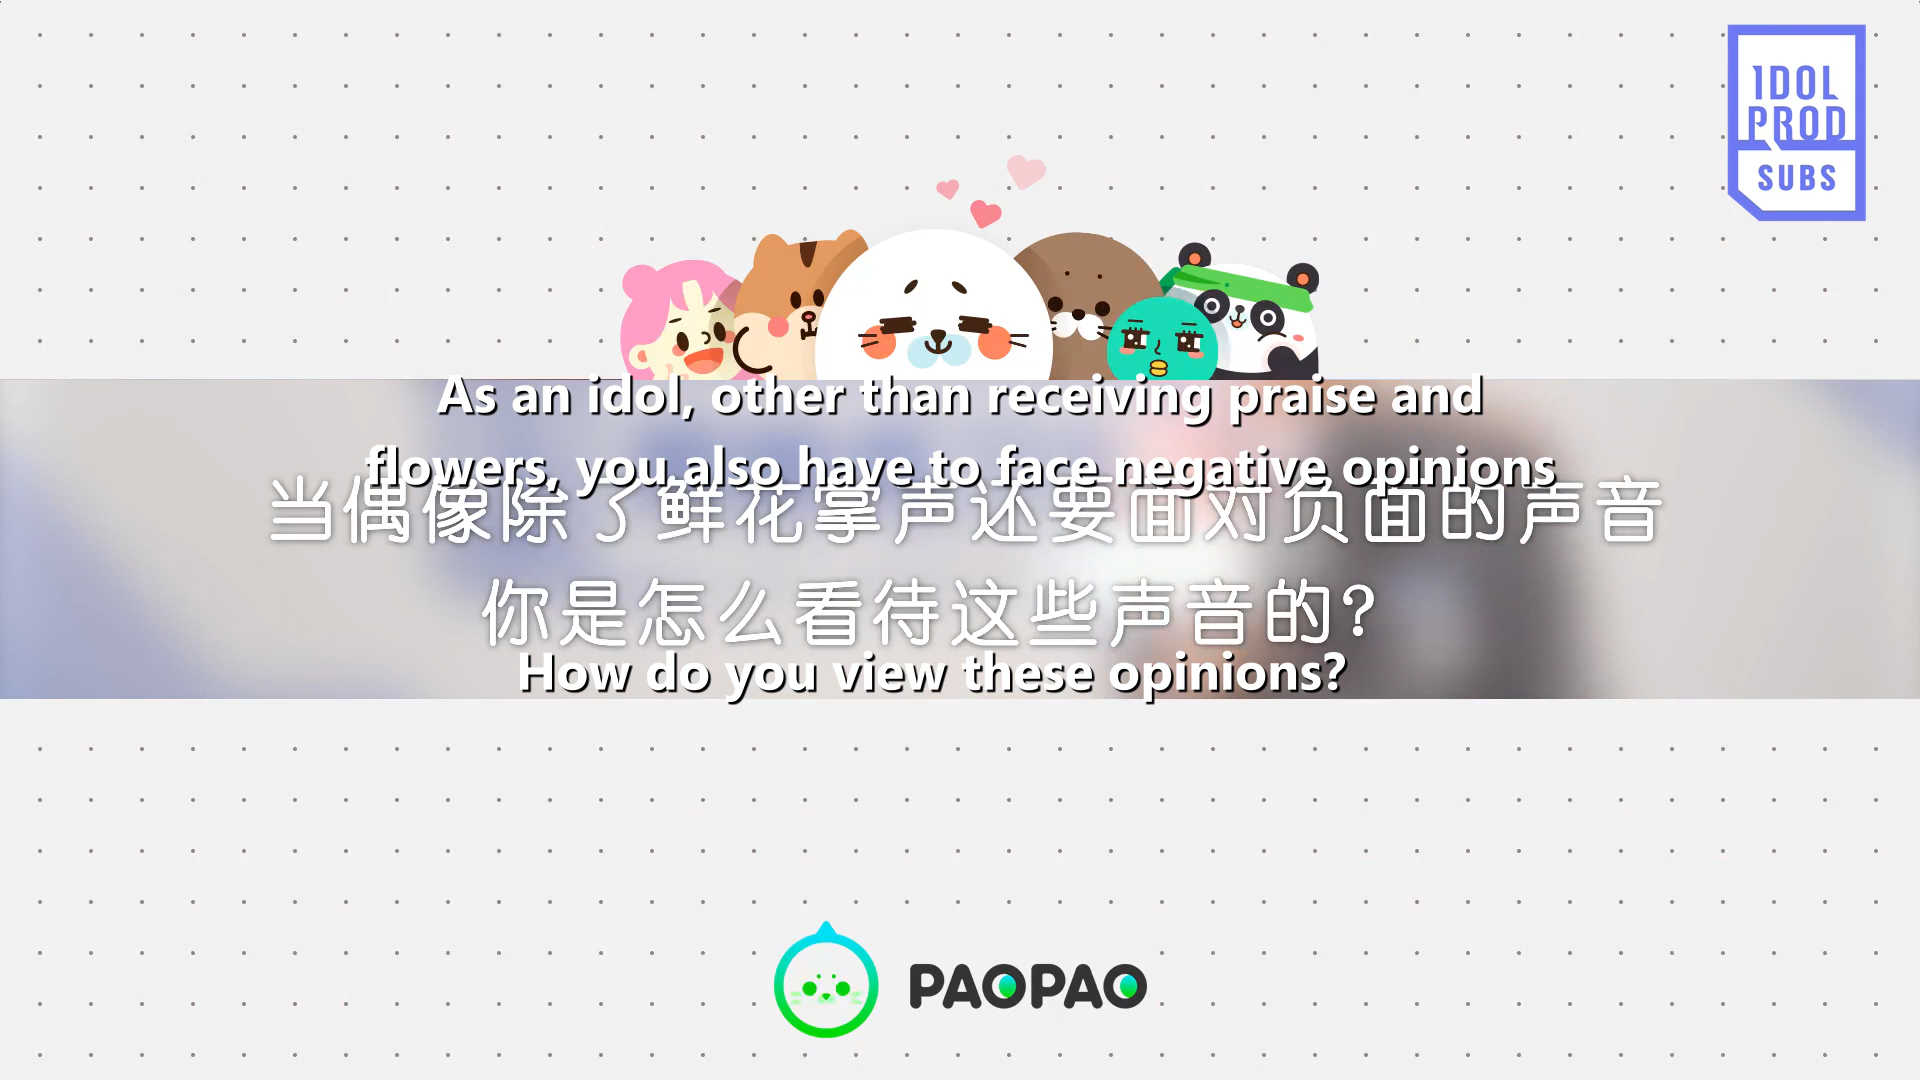 IDOL
PROD
SUBS
As an idol, other than receiving praise and
flowers, you also have to face negative opinions
当偶像除了鲜花掌声还要面对负面的声音
你是怎么看待这些声音的?
How do you view these opinions?
PAOPAO